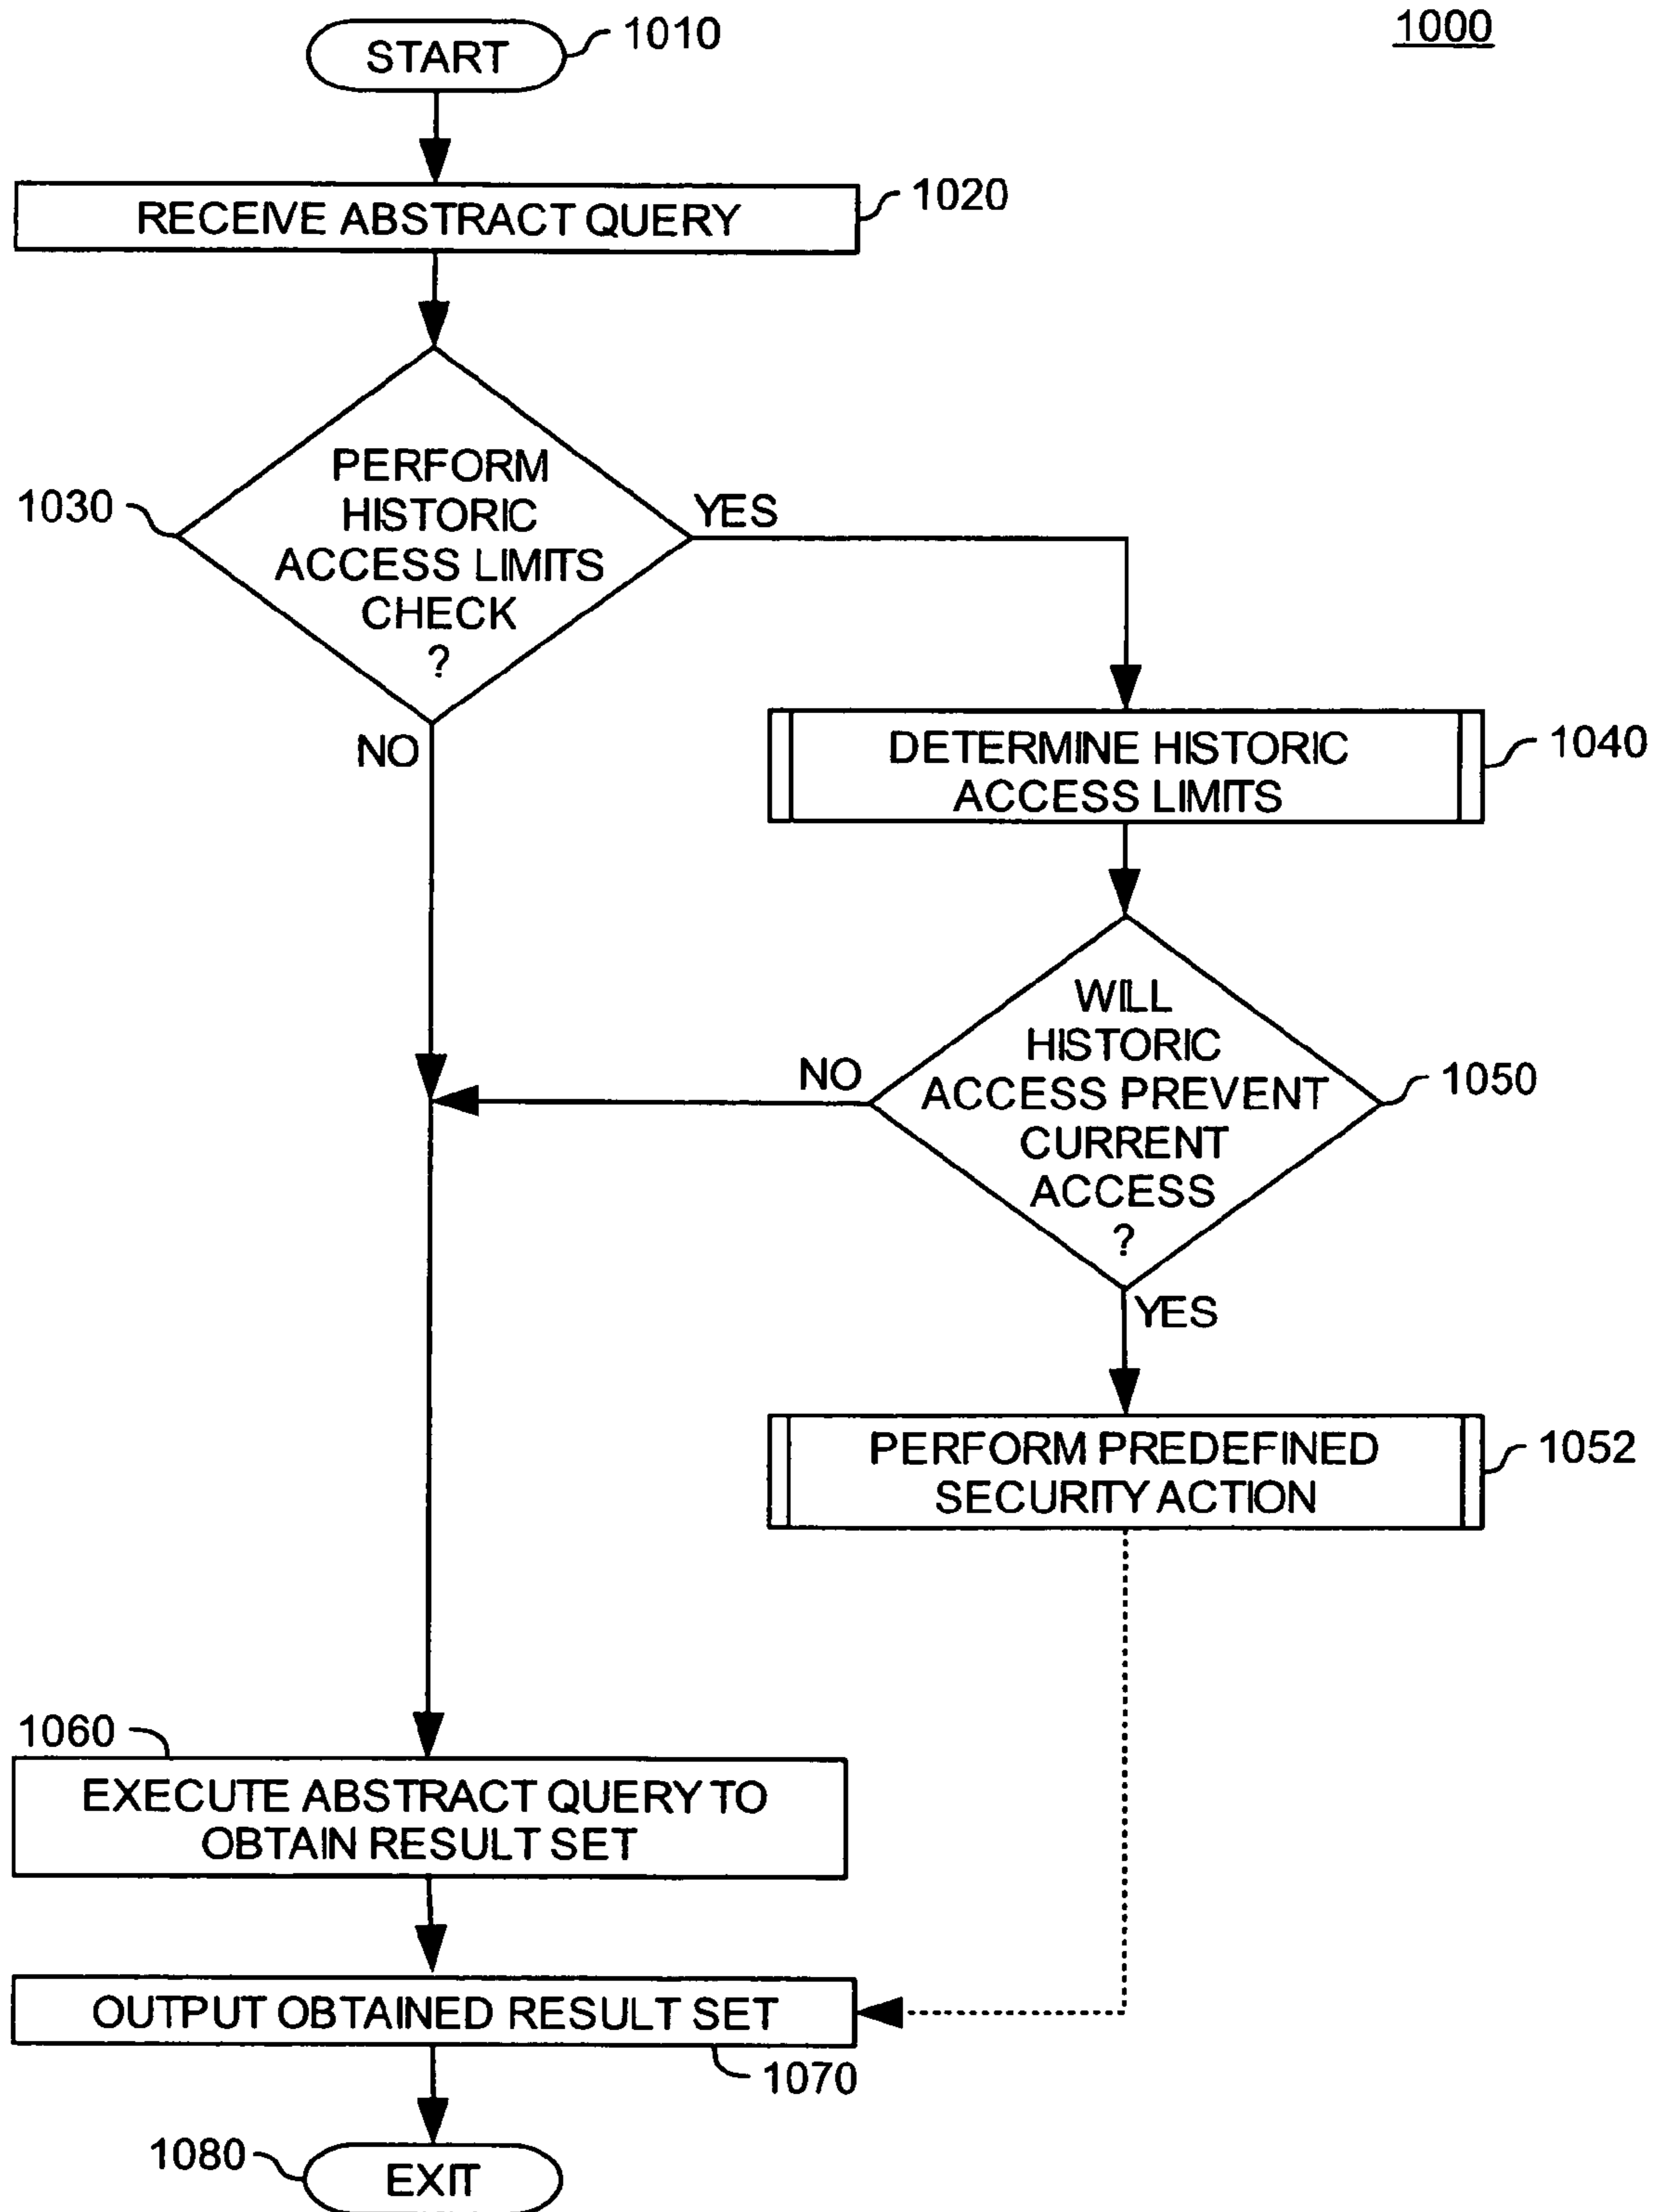 1000
START
1010
RECEIVE ABSTRACT QUERY
1020
PERFORM
HISTORIC
ACCESS LIMITS
CHECK
?
1030
YES
NO
DETERMINE HISTORIC
ACCESS LIMITS
1040
WILL
HISTORIC
ACCESS PREVENT
CURRENT
ACCESS
?
1050
NO
YES
PERFORM PREDEFINED
SECURITY ACTION
1052
1060
EXECUTE ABSTRACT QUERY TO
OBTAIN RESULT SET
OUTPUT OBTAINED RESULT SET
1070
1080
EXIT